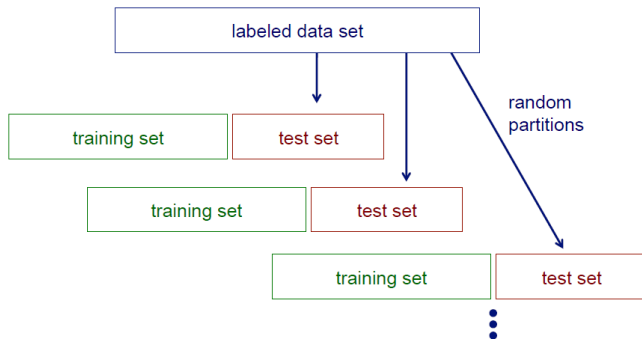 labeled data set
random
partitions
training set
test set
training set
test set
training set
test set